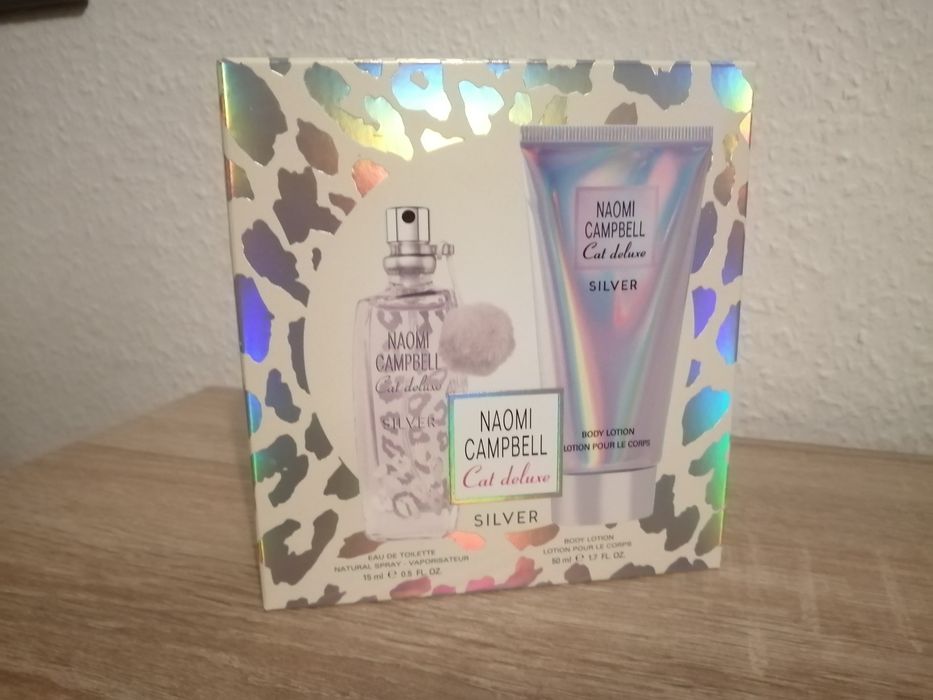 NAOMI
CAMPBELL
Cat deluxe
SILVER
NAOMI
CAMPBELL
Cat deluxe
SILVER
BODY LOTION
LOTION POUR LE CORPS
NAOMI
CAMPBELL
Cat deluxe
SILVER
EAU DE TOILETTE
NATURAL SPRAY - VAPORISATEUR
15 ml ℮ 0.5 FL. OZ.
BODY LOTION
LOTION POUR LE CORPS
50 ml ℮ 1.7 FL. OZ.